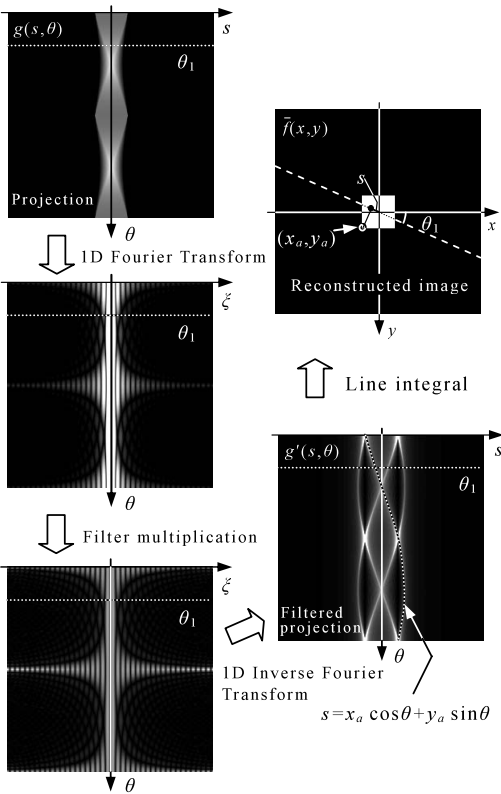 g(s,θ)
s
θ₁
Projection
θ
1D Fourier Transform
ξ
θ₁
θ
Filter multiplication
ξ
θ₁
θ
1D Inverse Fourier
Transform
g'(s,θ)
s
θ₁
Filtered
projection
θ
s=xₐ cosθ+yₐ sinθ
Line integral
f̄(x,y)
s
x
θ₁
(xₐ,yₐ)
Reconstructed image
y